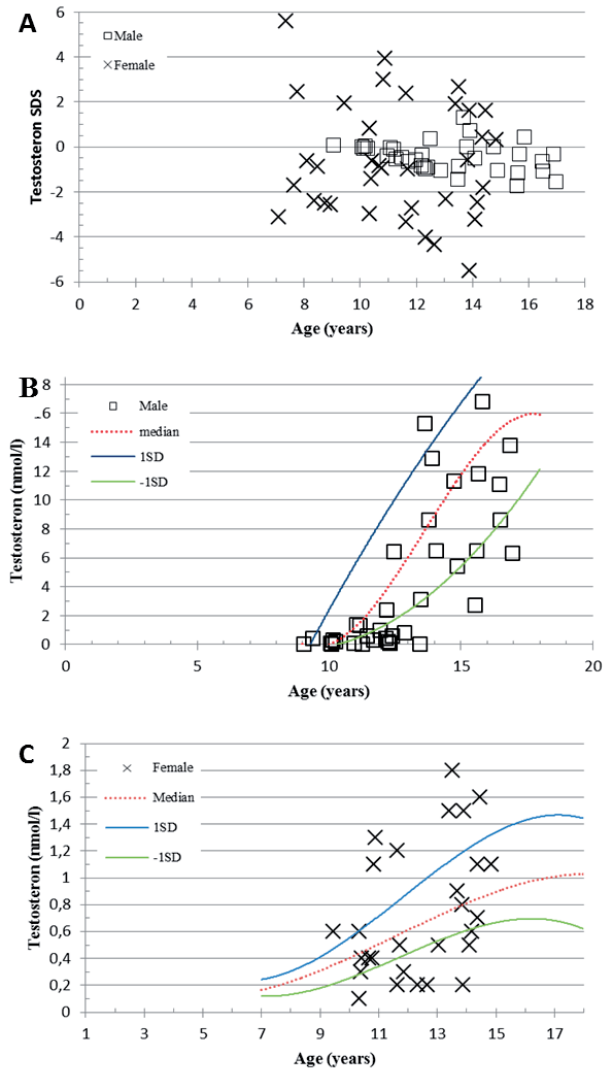 A
6
4
2
0
-2
-4
-6
Testosteron SDS
Male
Female
0 2 4 6 8 10 12 14 16 18
Age (years)
B
8
-6
14
12
10
8
6
4
2
0
Testosteron (nmol/l)
Male
median
1SD
-1SD
0 5 10 15 20
Age (years)
C
2
1,8
1,6
1,4
1,2
1
0,8
0,6
0,4
0,2
0
Testosteron (nmol/l)
Female
Median
1SD
-1SD
1 3 5 7 9 11 13 15 17
Age (years)